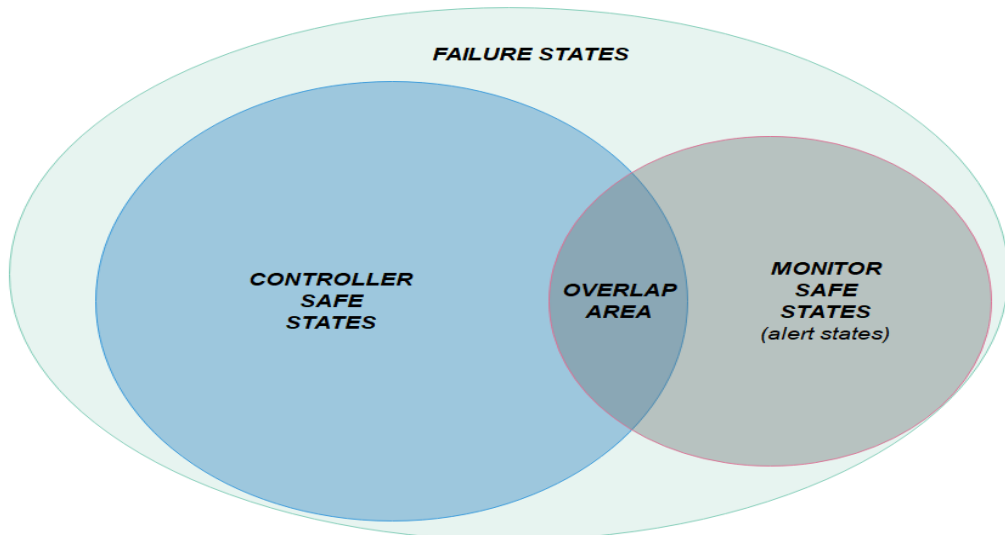 FAILURE STATES
CONTROLLER
SAFE
STATES
OVERLAP
AREA
MONITOR
SAFE
STATES
(alert states)